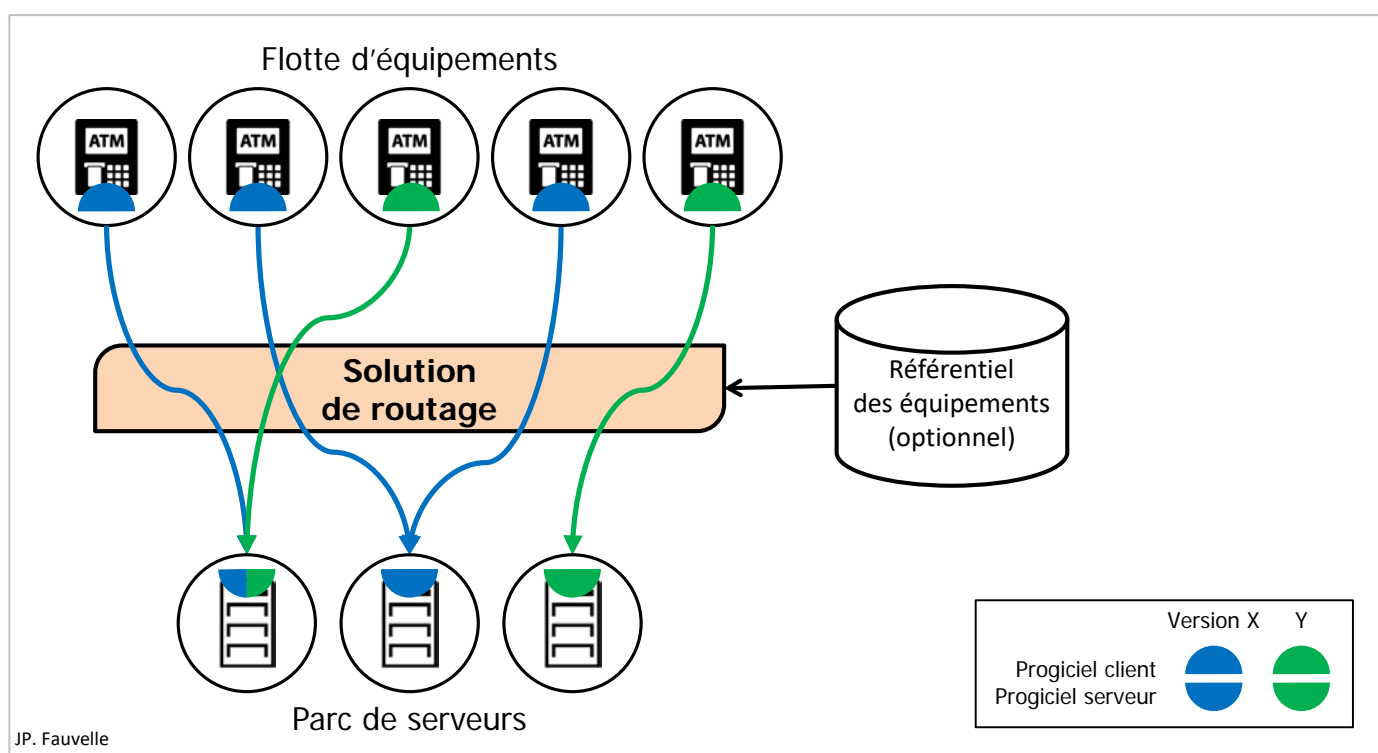 Flotte d'équipements
ATM
ATM
ATM
ATM
ATM
Solution
de routage
Référentiel
des équipements
(optionnel)
Parc de serveurs
Version X Y
Progiciel client
Progiciel serveur
JP. Fauvelle